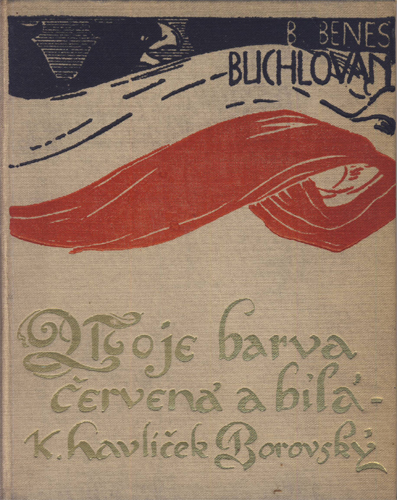 B. BENEŠ
BUCHLOVAN
Moje barva
červená a bílá-
K. Havlíček Borovský